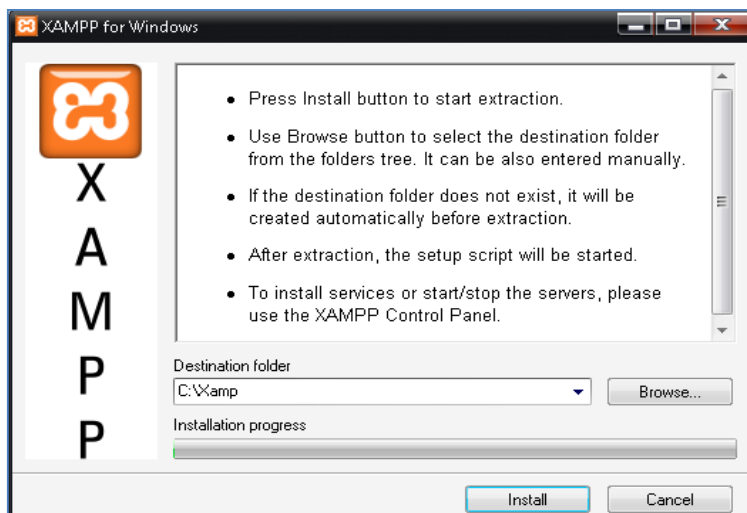 XAMPP for Windows
X
A
M
P
P
• Press Install button to start extraction.
• Use Browse button to select the destination folder
from the folders tree. It can be also entered manually.
• If the destination folder does not exist, it will be
created automatically before extraction.
• After extraction, the setup script will be started.
• To install services or start/stop the servers, please
use the XAMPP Control Panel.
Destination folder
C:\Xamp
Browse...
Installation progress
Install
Cancel